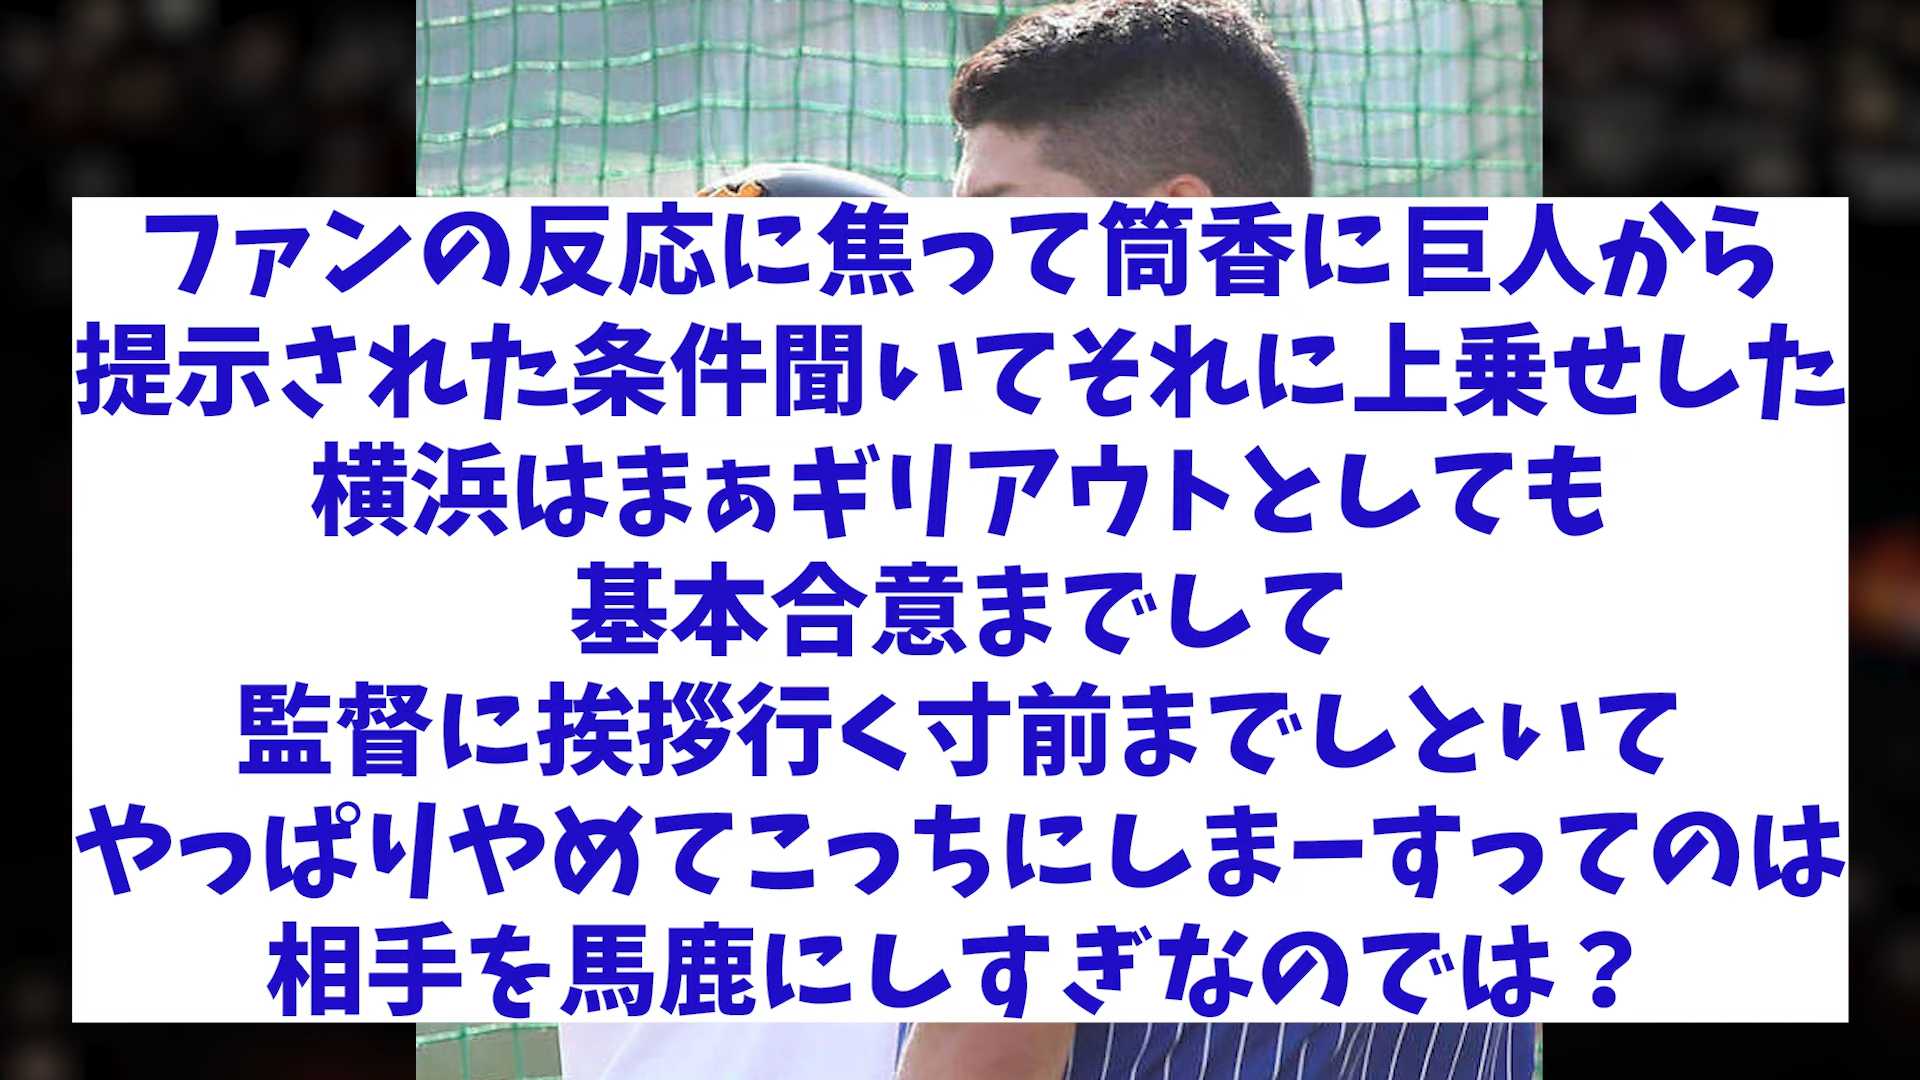 ファンの反応に焦って筒香に巨人から
提示された条件聞いてそれに上乗せした
横浜はまぁギリアウトとしても
基本合意までして
監督に挨拶行く寸前までしといて
やっぱりやめてこっちにしまーすってのは
相手を馬鹿にしすぎなのでは？